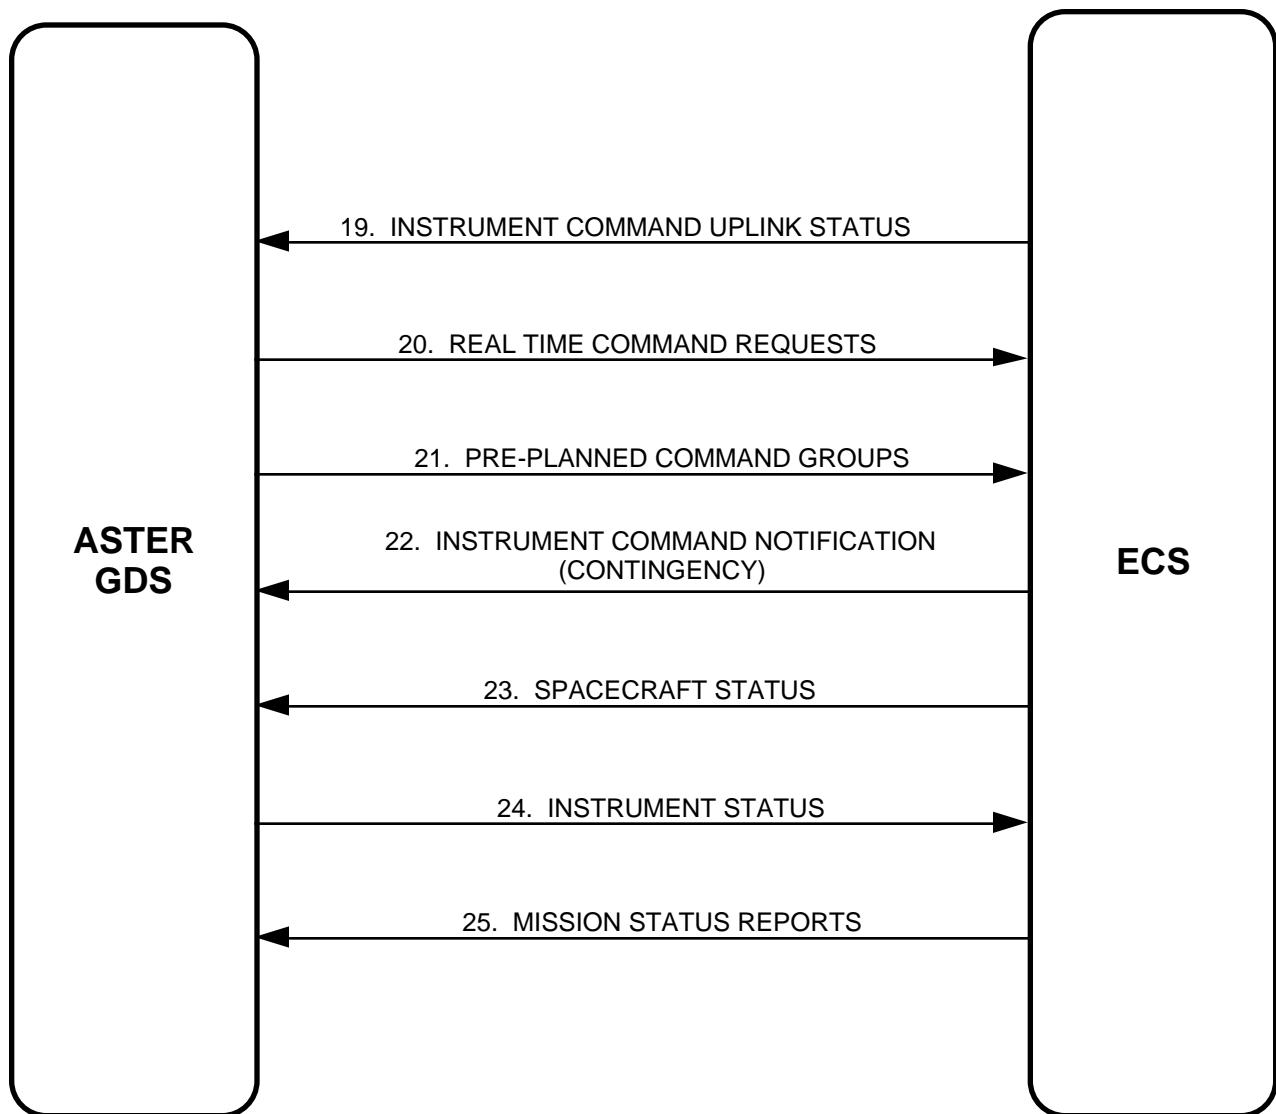 19. INSTRUMENT COMMAND UPLINK STATUS
20. REAL TIME COMMAND REQUESTS
21. PRE-PLANNED COMMAND GROUPS
ASTER
GDS
22. INSTRUMENT COMMAND NOTIFICATION
(CONTINGENCY)
ECS
23. SPACECRAFT STATUS
24. INSTRUMENT STATUS
25. MISSION STATUS REPORTS